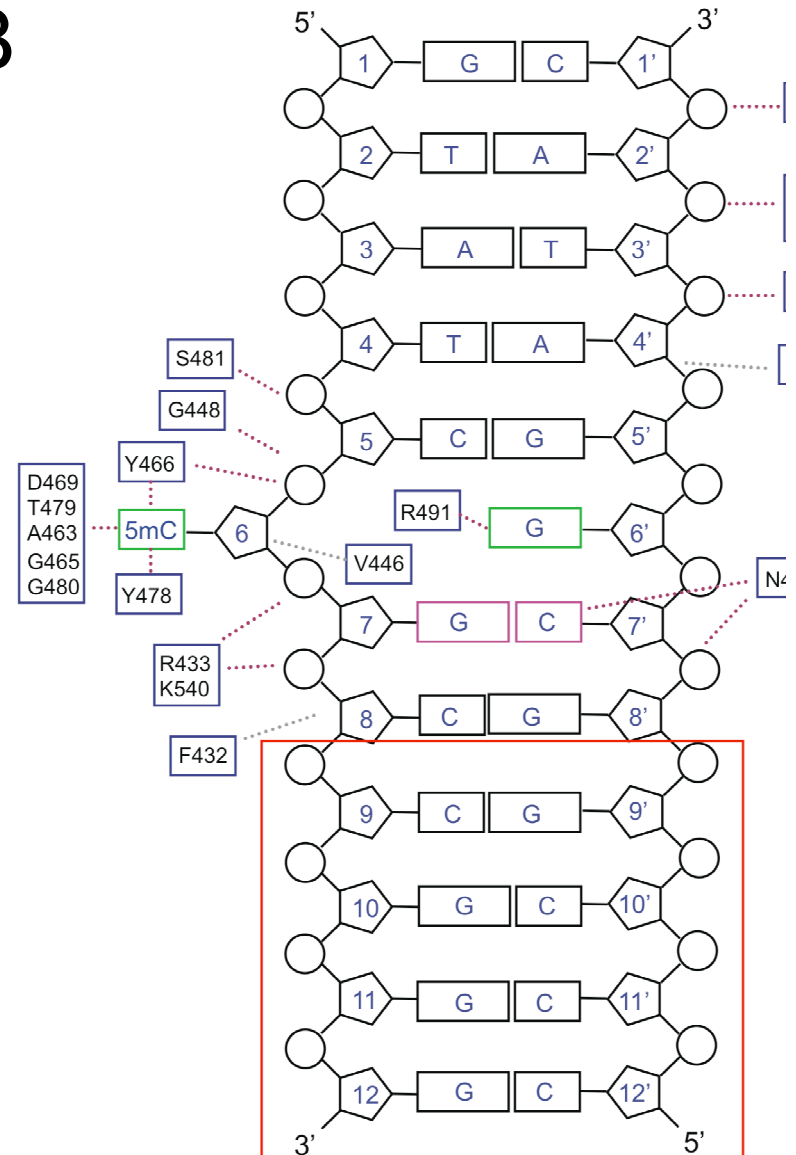 B
5’ 3’
1 G C 1’
2 T A 2’
3 A T 3’
4 T A 4’
S481
G448
5 C G 5’
Y466
D469
T479
A463
G465
G480
5mC 6
R491
G 6’
V446
Y478
7 G C 7’
R433
K540
8 C G 8’
F432
9 C G 9’
10 G C 10’
11 G C 11’
12 G C 12’
3’ 5’